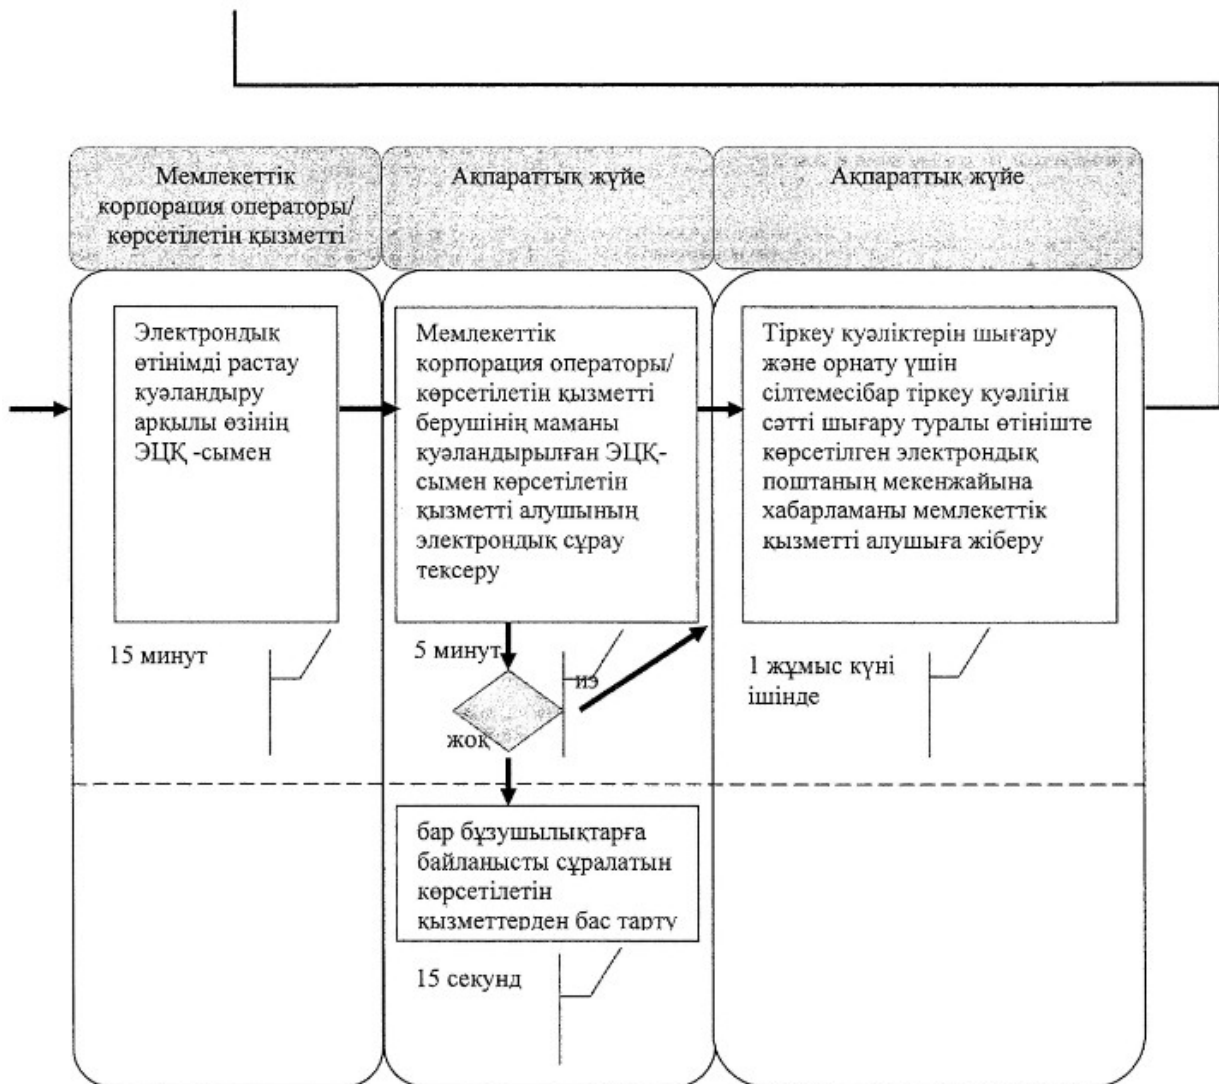 Мемлекеттік
корпорация операторы/
көрсетілетін қызметті
Ақпараттық жүйе
Ақпараттық жүйе
Электрондық
өтінімді растау
куәландыру
арқылы өзінің
ЭЦҚ -сымен
15 минут
Мемлекеттік
корпорация операторы/
көрсетілетін қызметті
берушінің маманы
куәландырылған ЭЦҚ-
сымен көрсетілетін
қызметті алушының
электрондық сұрау
тексеру
5 минут
иэ
жоқ
бар бұзушылықтарға
байланысты сұралатын
көрсетілетін
қызметтерден бас тарту
15 секунд
Тіркеу куәліктерін шығару
және орнату үшін
сілтемесібар тіркеу куәлігін
сәтті шығару туралы өтініште
көрсетілген электрондық
поштаның мекенжайына
хабарламаны мемлекеттік
қызметті алушыға жіберу
1 жұмыс күні
ішінде